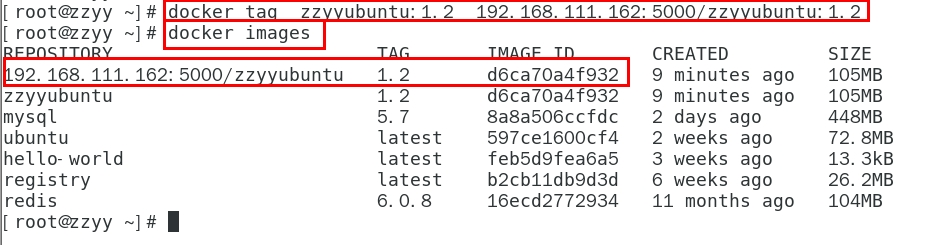 [root@zzyy ~]# docker tag  zzyyubuntu:1.2  192.168.111.162:5000/zzyyubuntu:1.2
[root@zzyy ~]# docker images
REPOSITORY TAG IMAGE ID CREATED SIZE
192.168.111.162:5000/zzyyubuntu 1.2 d6ca70a4f932 9 minutes ago 105MB
zzyyubuntu 1.2 d6ca70a4f932 9 minutes ago 105MB
mysql 5.7 8a8a506ccfdc 2 days ago 448MB
ubuntu latest 597ce1600cf4 2 weeks ago 72.8MB
hello-world latest feb5d9fea6a5 3 weeks ago 13.3kB
registry latest b2cb11db9d3d 6 weeks ago 26.2MB
redis 6.0.8 16ecd2772934 11 months ago 104MB
[root@zzyy ~]#